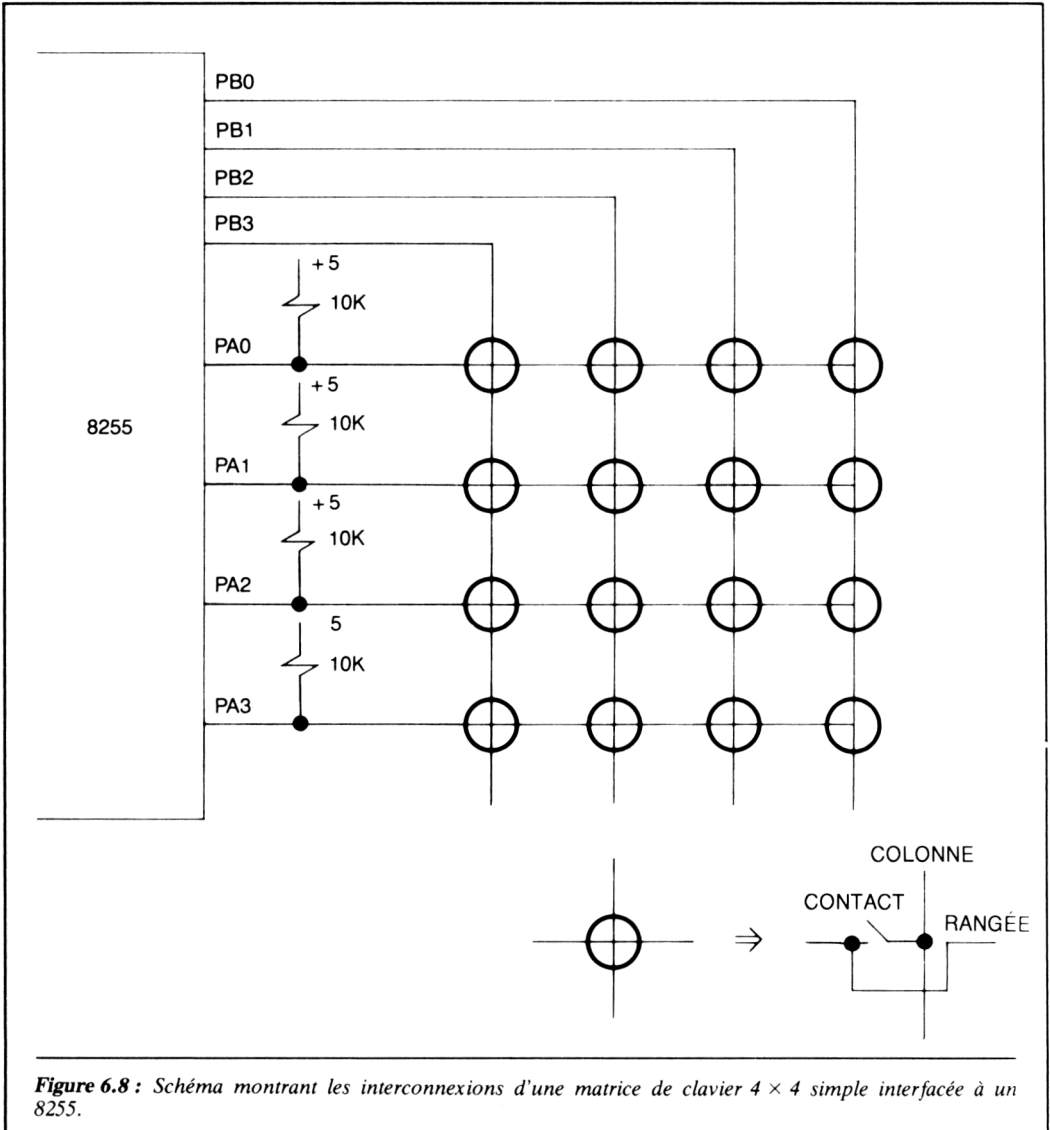 PB0
PB1
PB2
PB3
+5
10K
PA0
+5
10K
8255
PA1
+5
10K
PA2
5
10K
PA3
COLONNE
CONTACT
RANGÉE
Figure 6.8 : Schéma montrant les interconnexions d'une matrice de clavier 4 × 4 simple interfacée à un
8255.